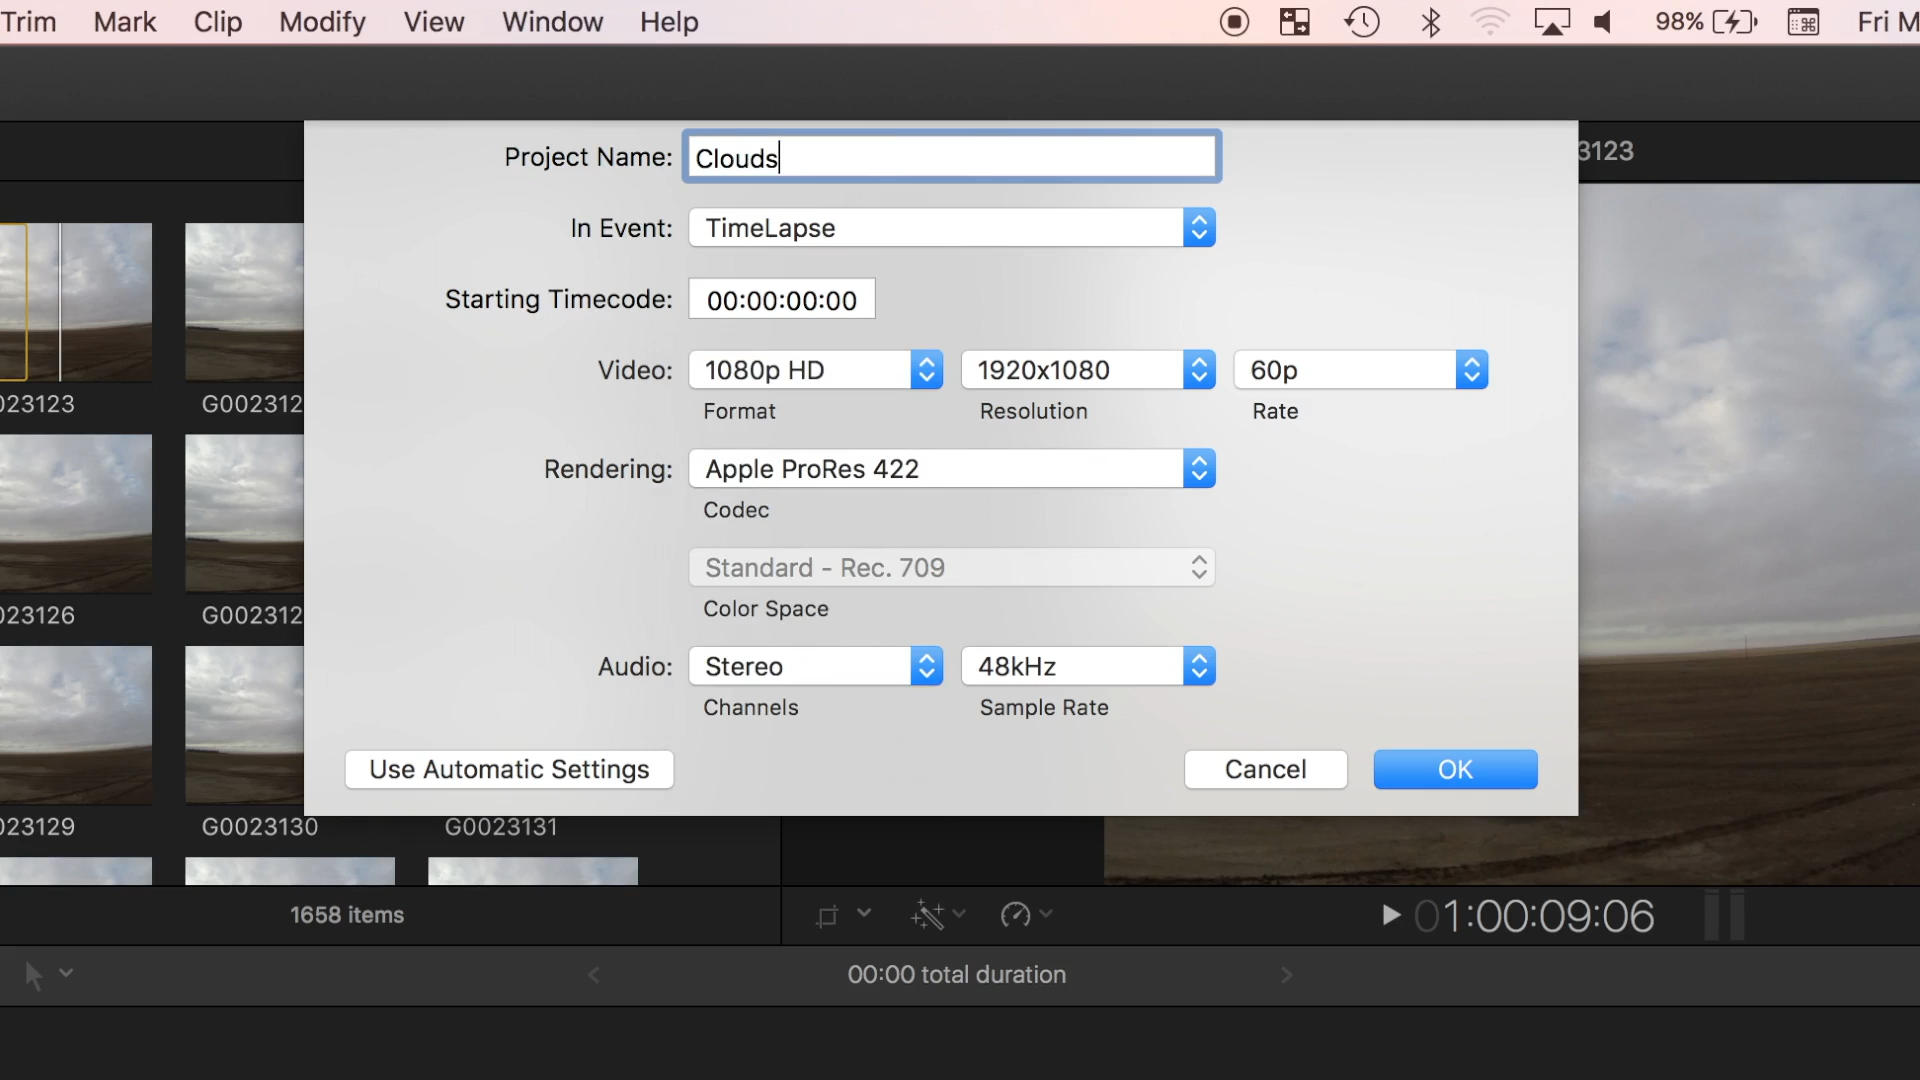 Trim Mark Clip Modify View Window Help 98% Fri M
Project Name: Clouds
3123
In Event: TimeLapse
Starting Timecode: 00:00:00:00
Video: 1080p HD 1920x1080 60p
Format Resolution Rate
023123 G002312
Rendering: Apple ProRes 422
Codec
Standard - Rec. 709
Color Space
023126 G002312
Audio: Stereo 48kHz
Channels Sample Rate
Use Automatic Settings Cancel OK
023129 G0023130 G0023131
1658 items 01:00:09:06
00:00 total duration